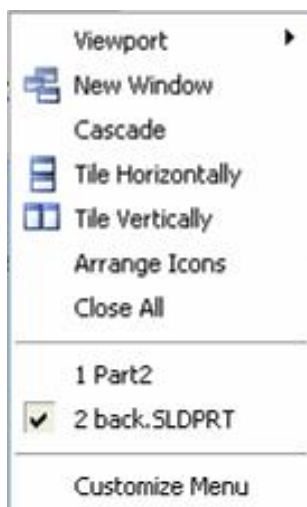 Viewport
New Window
Cascade
Tile Horizontally
Tile Vertically
Arrange Icons
Close All
1 Part2
2 back.SLDPRT
Customize Menu